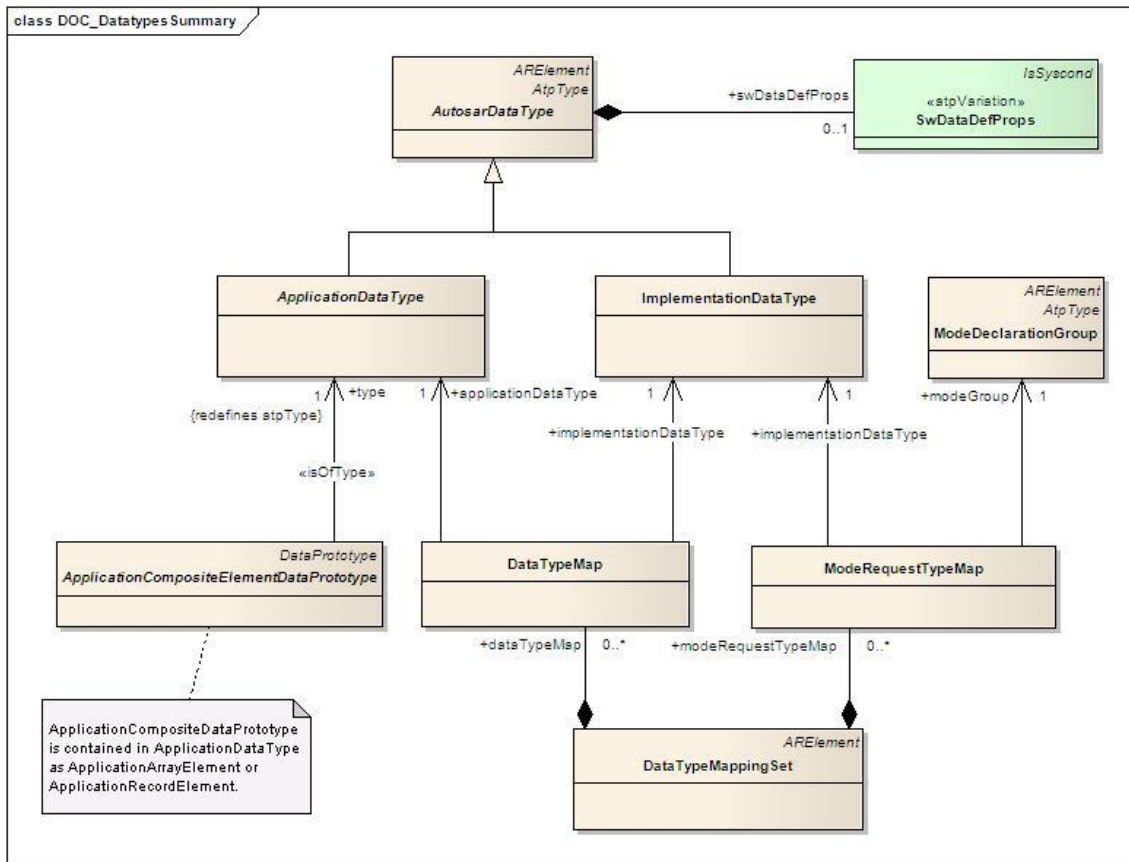 class DOC_DatatypesSummary
ARElement
AtpType
AutosarDataType
+swDataDefProps
0..1
IsSyscond
«atpVariation»
SwDataDefProps
ApplicationDataType
ImplementationDataType
ARElement
AtpType
ModeDeclarationGroup
1
+type
{redefines atpType}
«isOfType»
1
+applicationDataType
1
+implementationDataType
1
+implementationDataType
+modeGroup
1
DataPrototype
ApplicationCompositeElementDataPrototype
DataTypeMap
ModeRequestTypeMap
+dataTypeMap
0..*
+modeRequestTypeMap
0..*
ApplicationCompositeDataPrototype
is contained in ApplicationDataType
as ApplicationArrayElement or
ApplicationRecordElement.
ARElement
DataTypeMappingSet